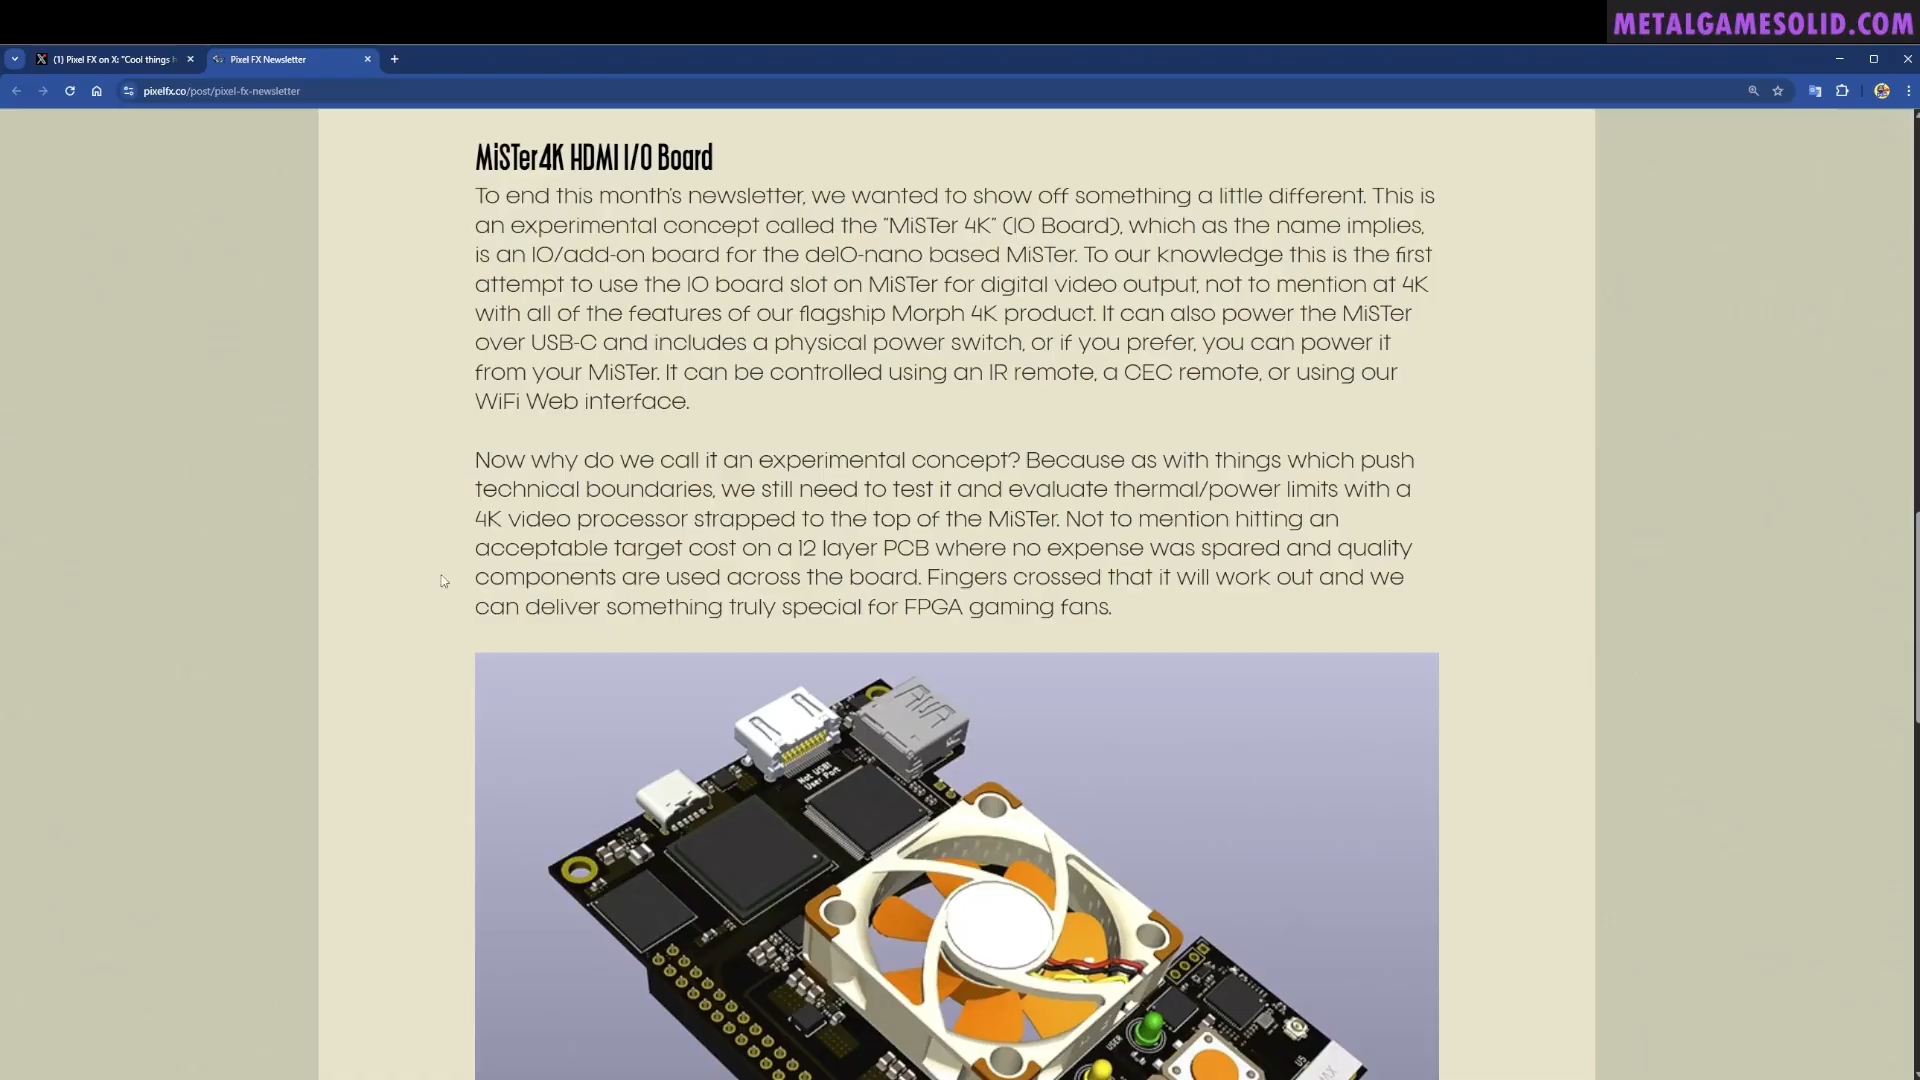 METALGAMESOLID.COM
(1) Pixel FX on X: "Cool things h
Pixel FX Newsletter
pixelfx.co/post/pixel-fx-newsletter
MiSTer4K HDMI I/O Board
To end this month's newsletter, we wanted to show off something a little different. This is
an experimental concept called the "MiSTer 4K" (IO Board), which as the name implies,
is an IO/add-on board for the de10-nano based MiSTer. To our knowledge this is the first
attempt to use the IO board slot on MiSTer for digital video output, not to mention at 4K
with all of the features of our flagship Morph 4K product. It can also power the MiSTer
over USB-C and includes a physical power switch, or if you prefer, you can power it
from your MiSTer. It can be controlled using an IR remote, a CEC remote, or using our
WiFi Web interface.
Now why do we call it an experimental concept? Because as with things which push
technical boundaries, we still need to test it and evaluate thermal/power limits with a
4K video processor strapped to the top of the MiSTer. Not to mention hitting an
acceptable target cost on a 12 layer PCB where no expense was spared and quality
components are used across the board. Fingers crossed that it will work out and we
can deliver something truly special for FPGA gaming fans.
Not USB!
User Port
USER
U5
MAX